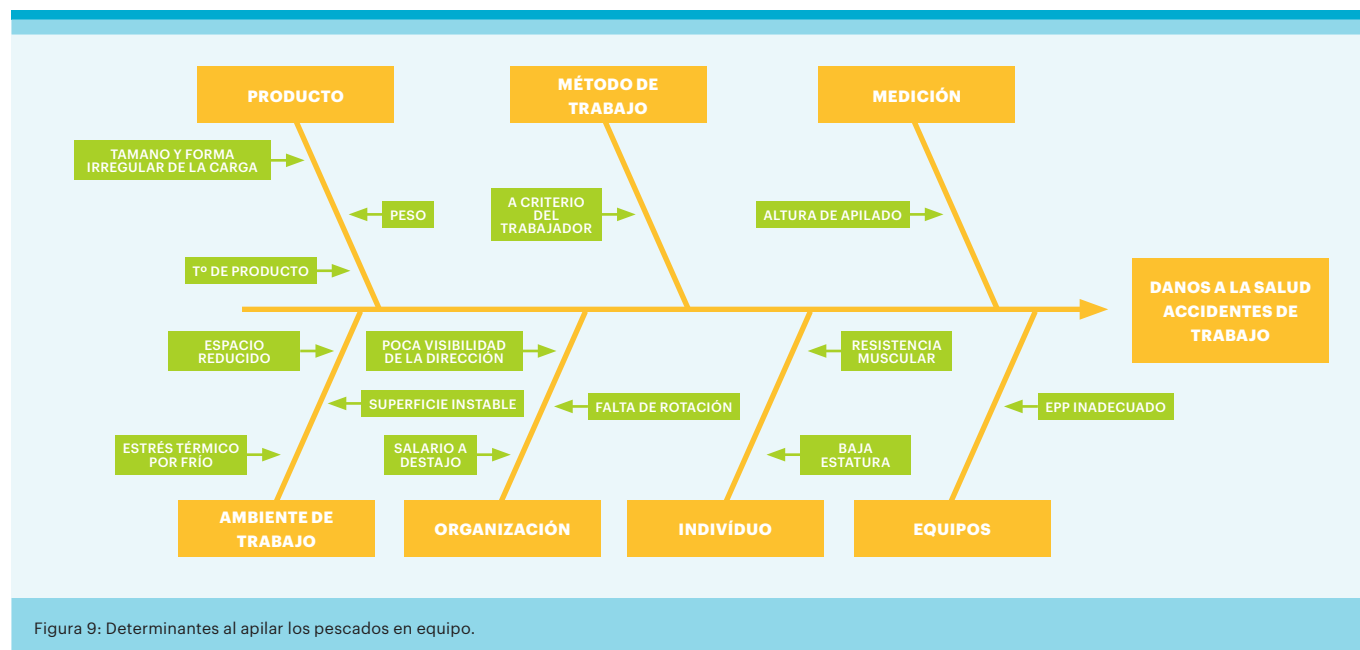 PRODUCTO
MÉTODO DE
TRABAJO
MEDICIÓN
TAMANO Y FORMA
IRREGULAR DE LA CARGA
PESO
A CRITERIO
DEL
TRABAJADOR
ALTURA DE APILADO
Tº DE PRODUCTO
DANOS A LA SALUD
ACCIDENTES DE
TRABAJO
ESPACIO
REDUCIDO
POCA VISIBILIDAD
DE LA DIRECCIÓN
RESISTENCIA
MUSCULAR
SUPERFICIE INSTABLE
FALTA DE ROTACIÓN
EPP INADECUADO
ESTRÉS TÉRMICO
POR FRÍO
SALARIO A
DESTAJO
BAJA
ESTATURA
AMBIENTE DE
TRABAJO
ORGANIZACIÓN
INDIVÍDUO
EQUIPOS
Figura 9: Determinantes al apilar los pescados en equipo.